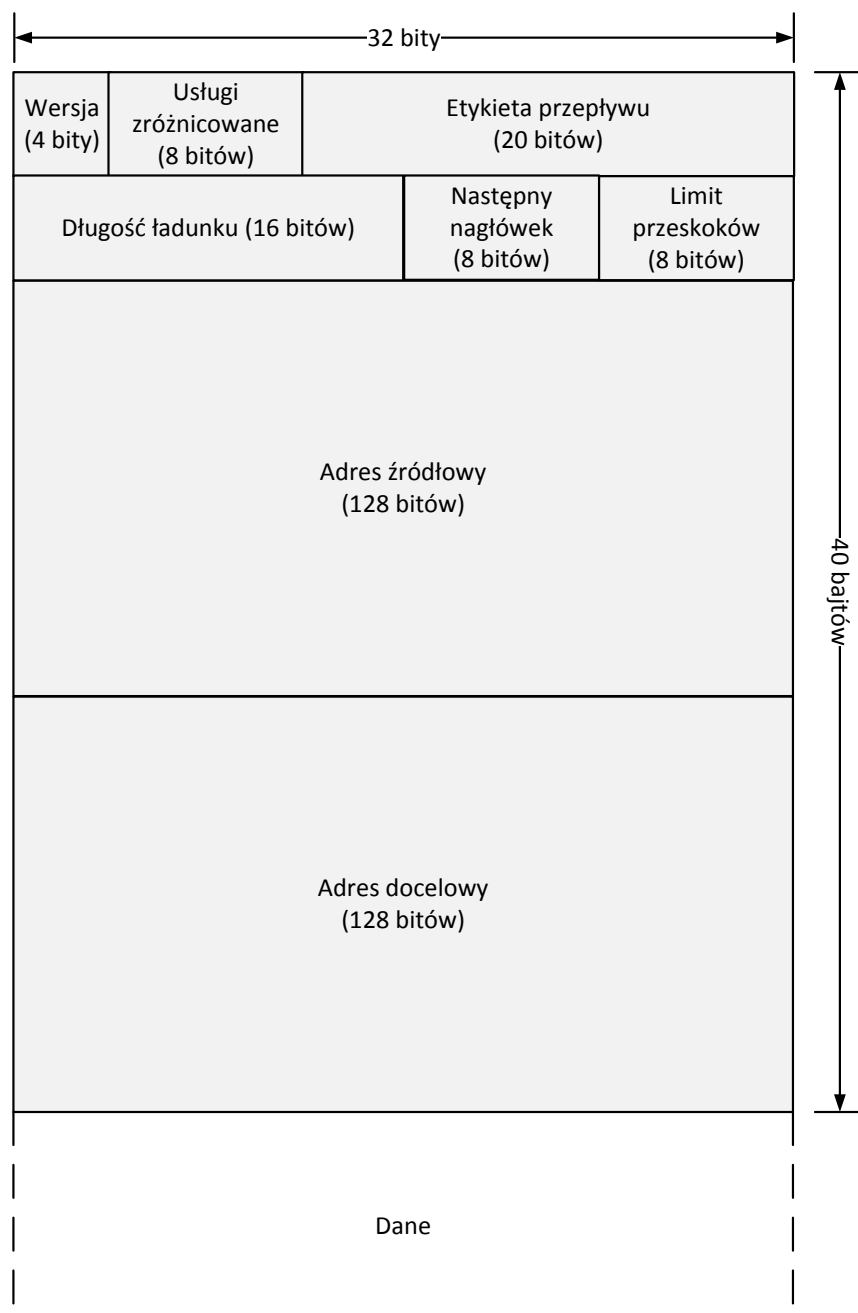 32 bity
Wersja
(4 bity)
Usługi
zróżnicowane
(8 bitów)
Etykieta przepływu
(20 bitów)
Długość ładunku (16 bitów)
Następny
nagłówek
(8 bitów)
Limit
przeskoków
(8 bitów)
Adres źródłowy
(128 bitów)
40 bajtów
Adres docelowy
(128 bitów)
Dane